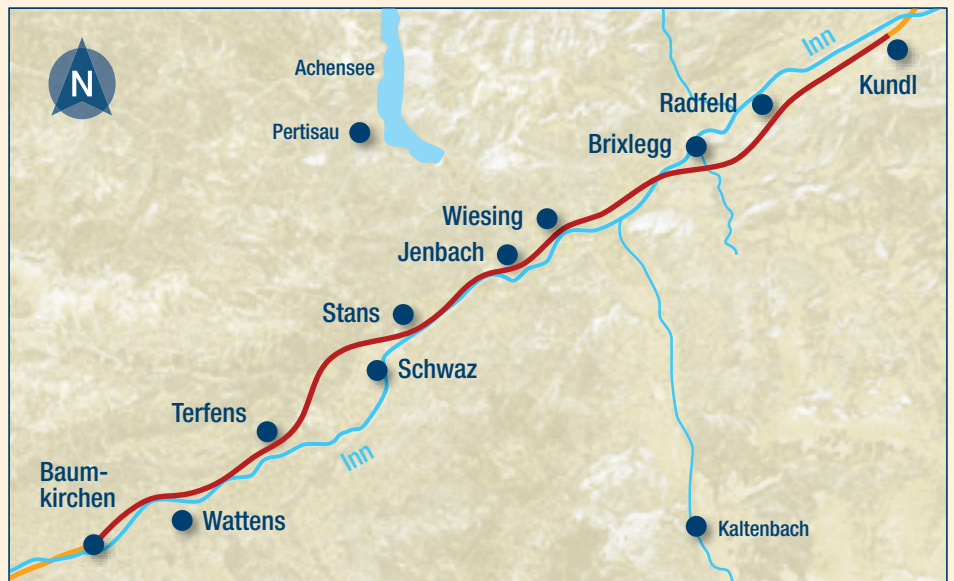 N
Achensee
Pertisau
Inn
Kundl
Radfeld
Brixlegg
Wiesing
Jenbach
Stans
Schwaz
Terfens
Inn
Baum-
kirchen
Wattens
Kaltenbach